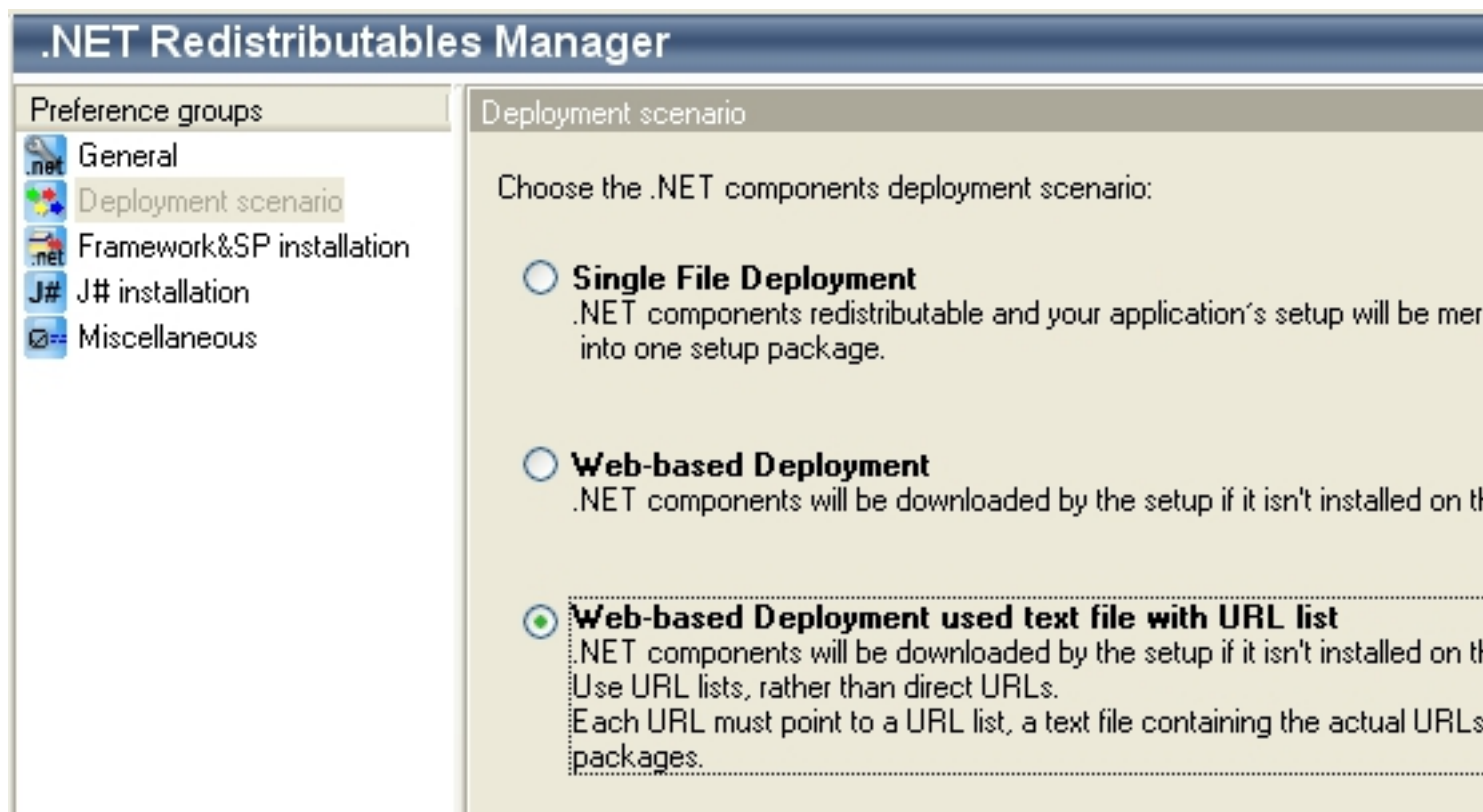 .NET Redistributables Manager
Preference groups
.net General
Deployment scenario
.net Framework&SP installation
J# J# installation
Miscellaneous
Deployment scenario
Choose the .NET components deployment scenario:
Single File Deployment
.NET components redistributable and your application´s setup will be
into one setup package.
Web-based Deployment
.NET components will be downloaded by the setup if it isn't installed on
Web-based Deployment used text file with URL list
.NET components will be downloaded by the setup if it isn't installed on
Use URL lists, rather than direct URLs.
Each URL must point to a URL list, a text file containing the actual URLs
packages.